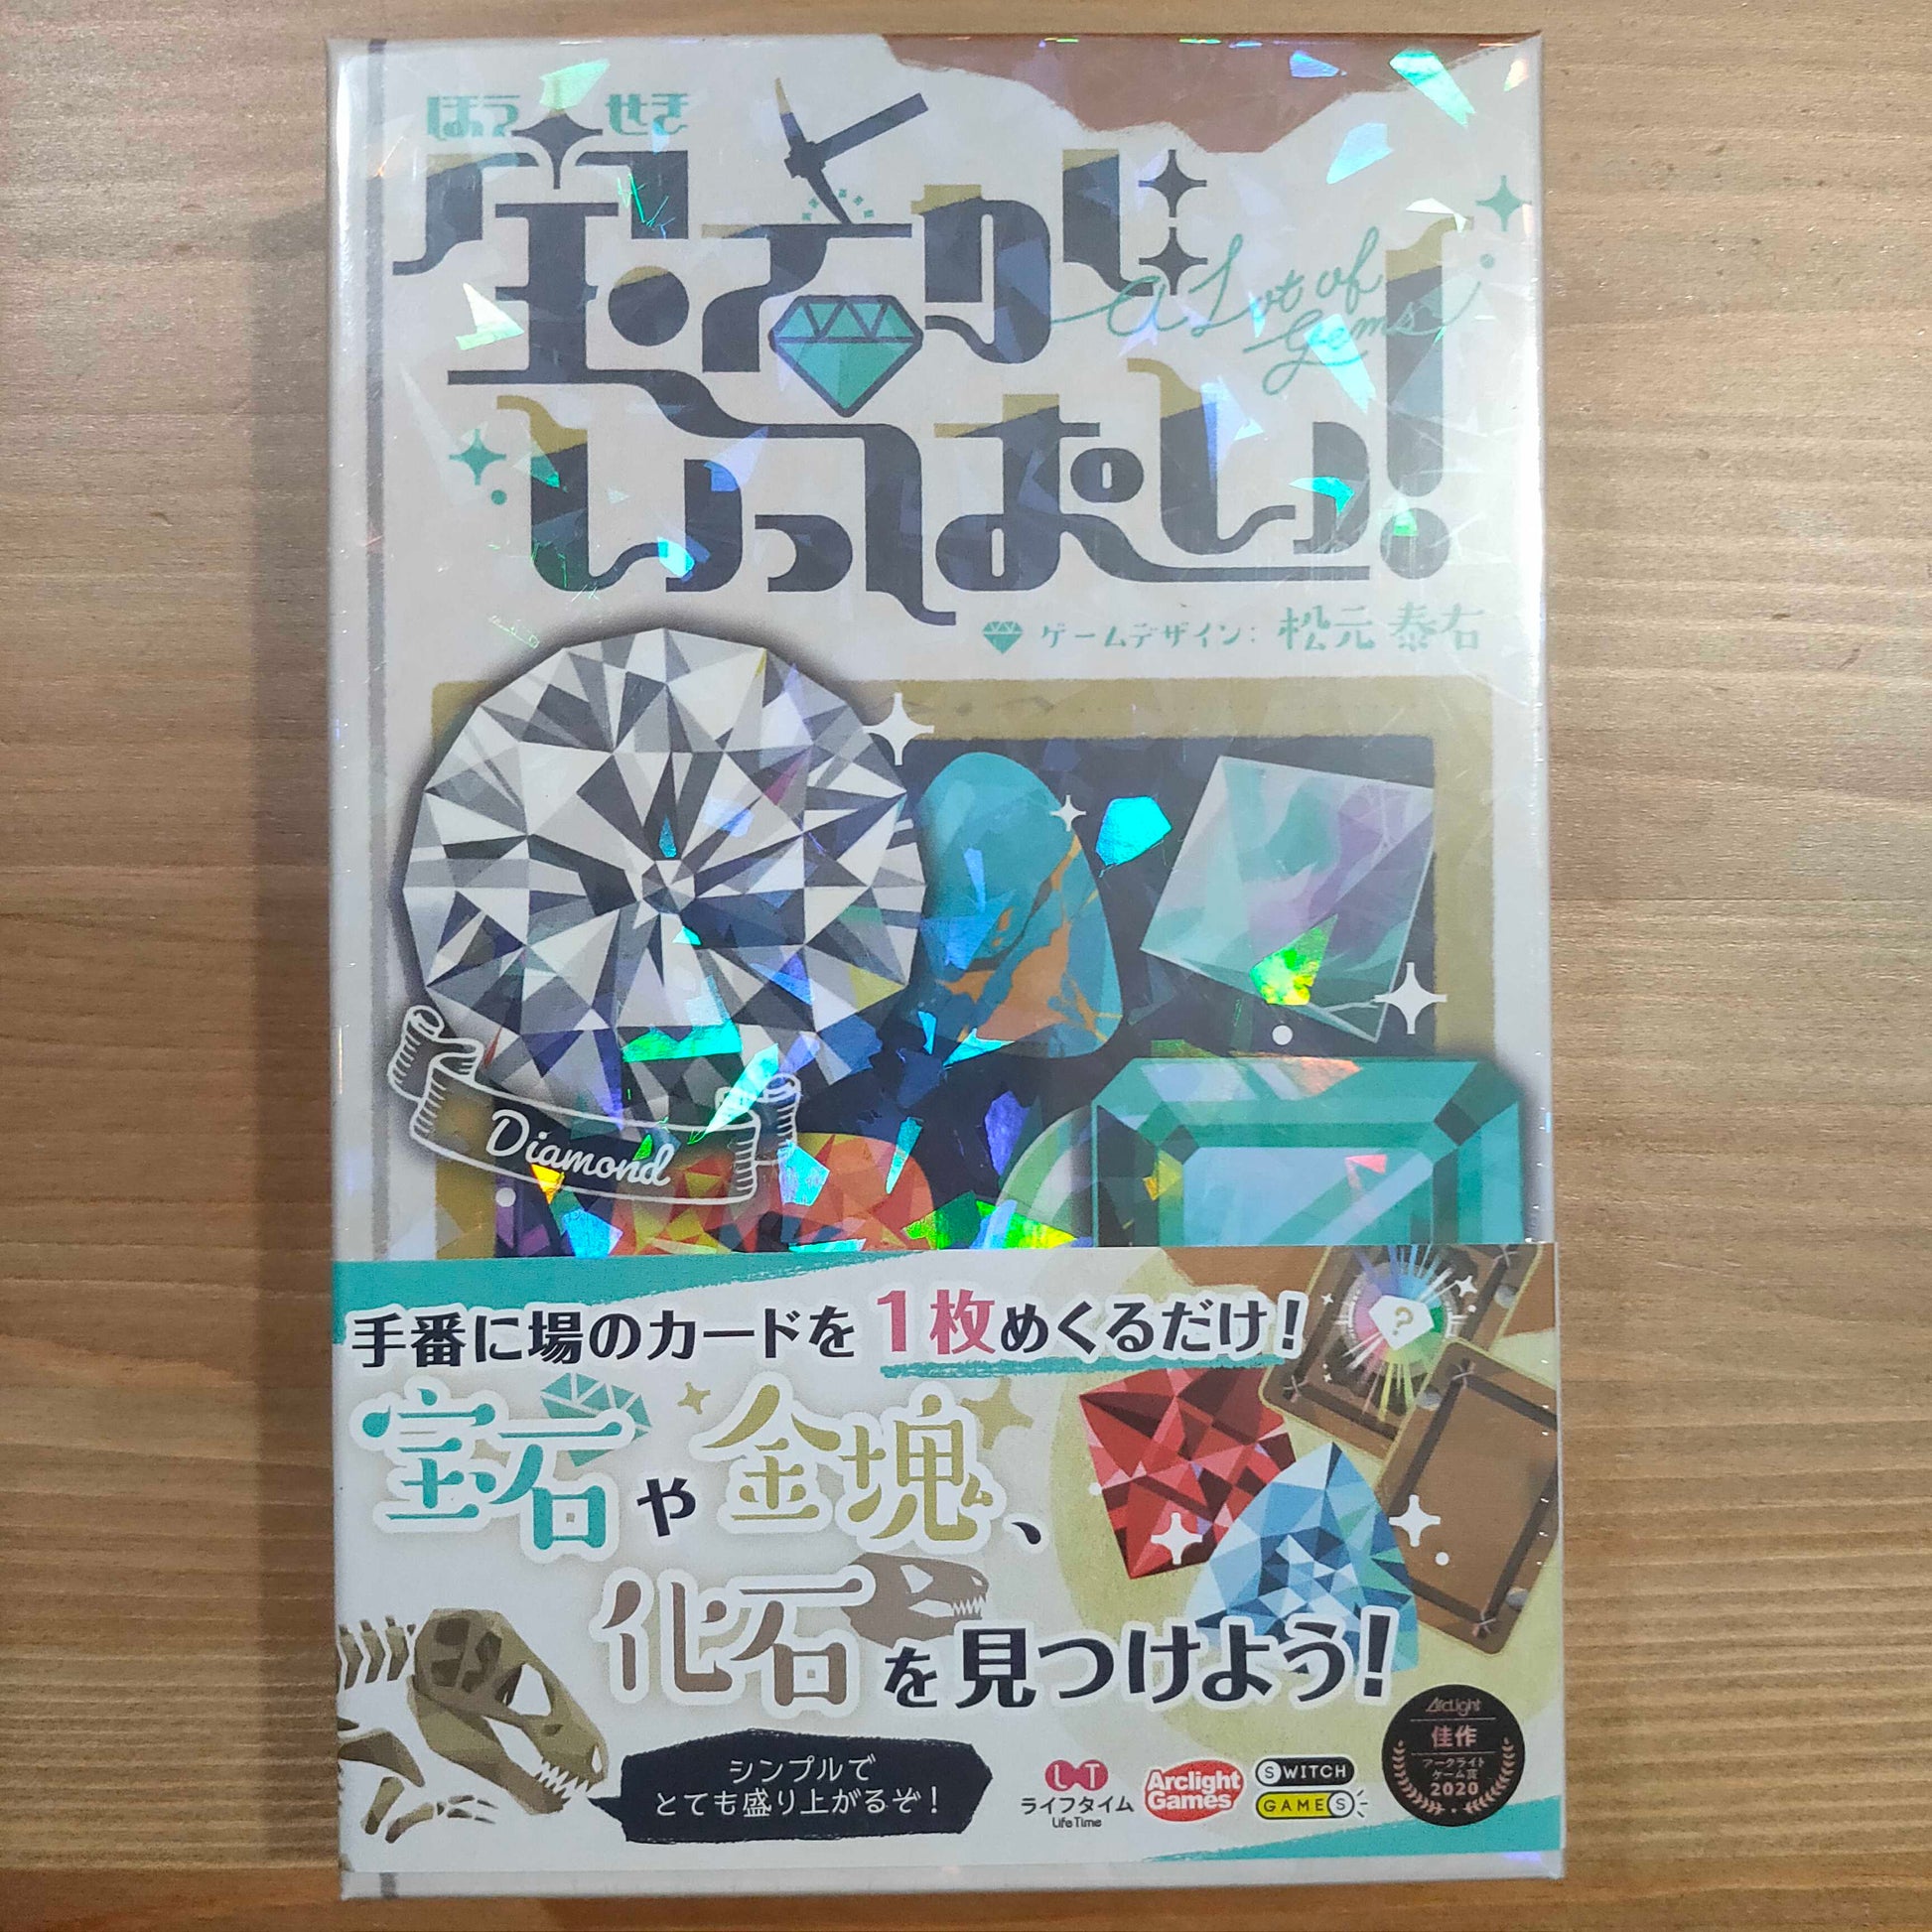 ほうせき
宝石が
いっぱい!
a Lot of
gems
ゲームデザイン: 松元 泰右
Diamond
手番に場のカードを1枚めくるだけ!
?
宝石や金塊、
化石を見つけよう!
シンプルで
とても盛り上がるぞ!
LT
ライフタイム
LifeTime
Arclight
Games
SWITCH
GAMES
ArcLight
佳作
アークライト
ゲーム賞
2020